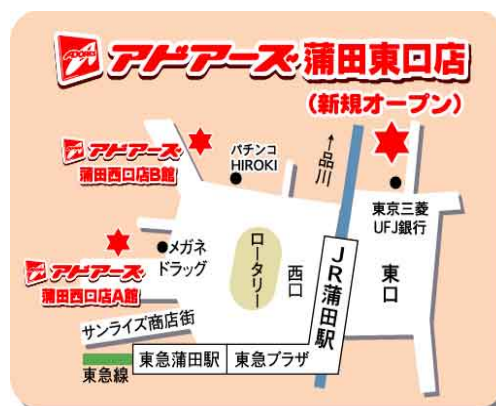 ADORES アドアーズ 蒲田東口店
(新規オープン)
アドアーズ
蒲田西口店B館
パチンコ
HIROKI
→品川
東京三菱
UFJ銀行
アドアーズ
蒲田西口店A館
メガネ
ドラッグ
ロータリー
西口
JR蒲田駅
東口
サンライズ商店街
東急線
東急蒲田駅
東急プラザ